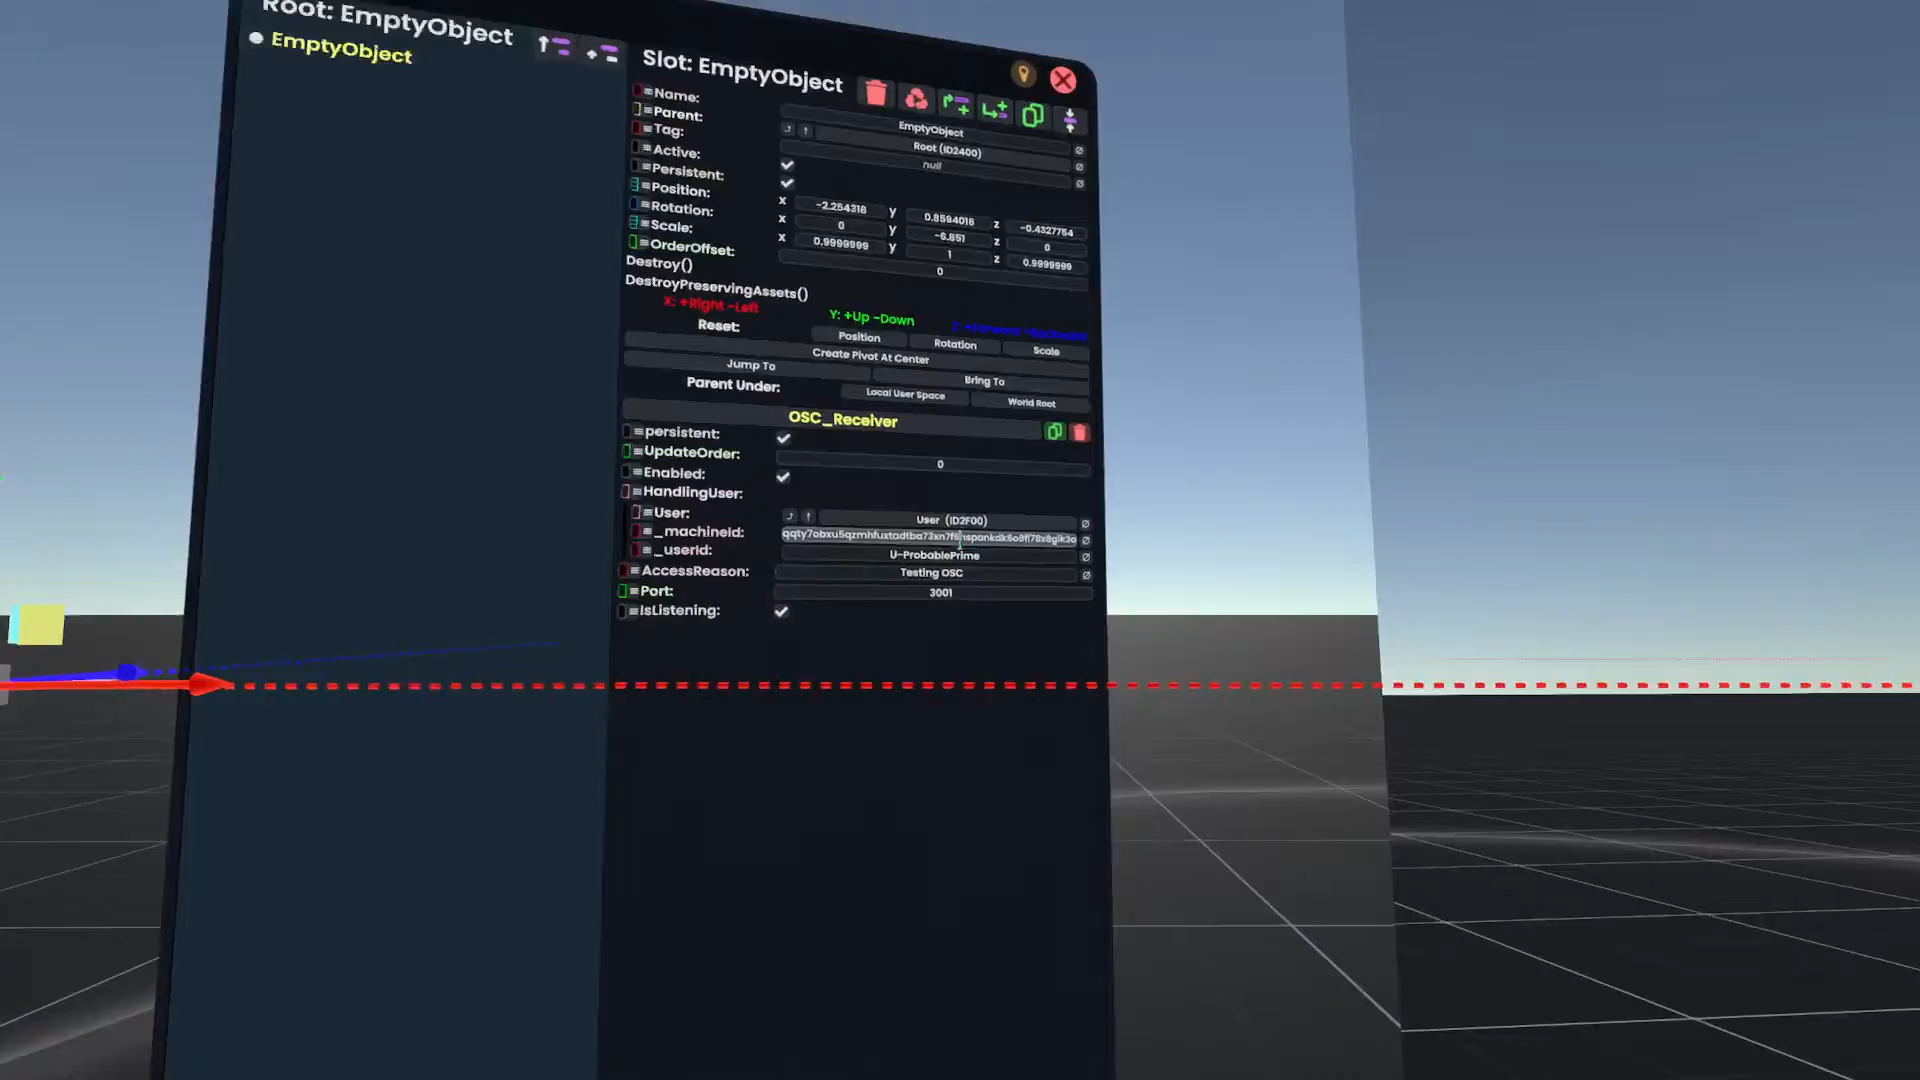 Root: EmptyObject
EmptyObject
Slot: EmptyObject
Name:
EmptyObject
Parent:
Root (ID2400)
Tag:
null
Active:
Persistent:
Position:
x -2.254316 y 0.8594016 z -0.4327754
Rotation:
x 0 y -6.851 z 0
Scale:
x 0.9999999 y 1 z 0.9999999
OrderOffset:
0
Destroy()
DestroyPreservingAssets()
X: +Right -Left
Y: +Up -Down
Z: +Forward -Backward
Reset:
Position
Rotation
Scale
Create Pivot At Center
Jump To
Bring To
Parent Under:
Local User Space
World Root
OSC_Receiver
persistent:
UpdateOrder:
0
Enabled:
HandlingUser:
User:
User (ID2F00)
_machineId:
_userId:
U-ProbablePrime
AccessReason:
Testing OSC
Port:
3001
IsListening: